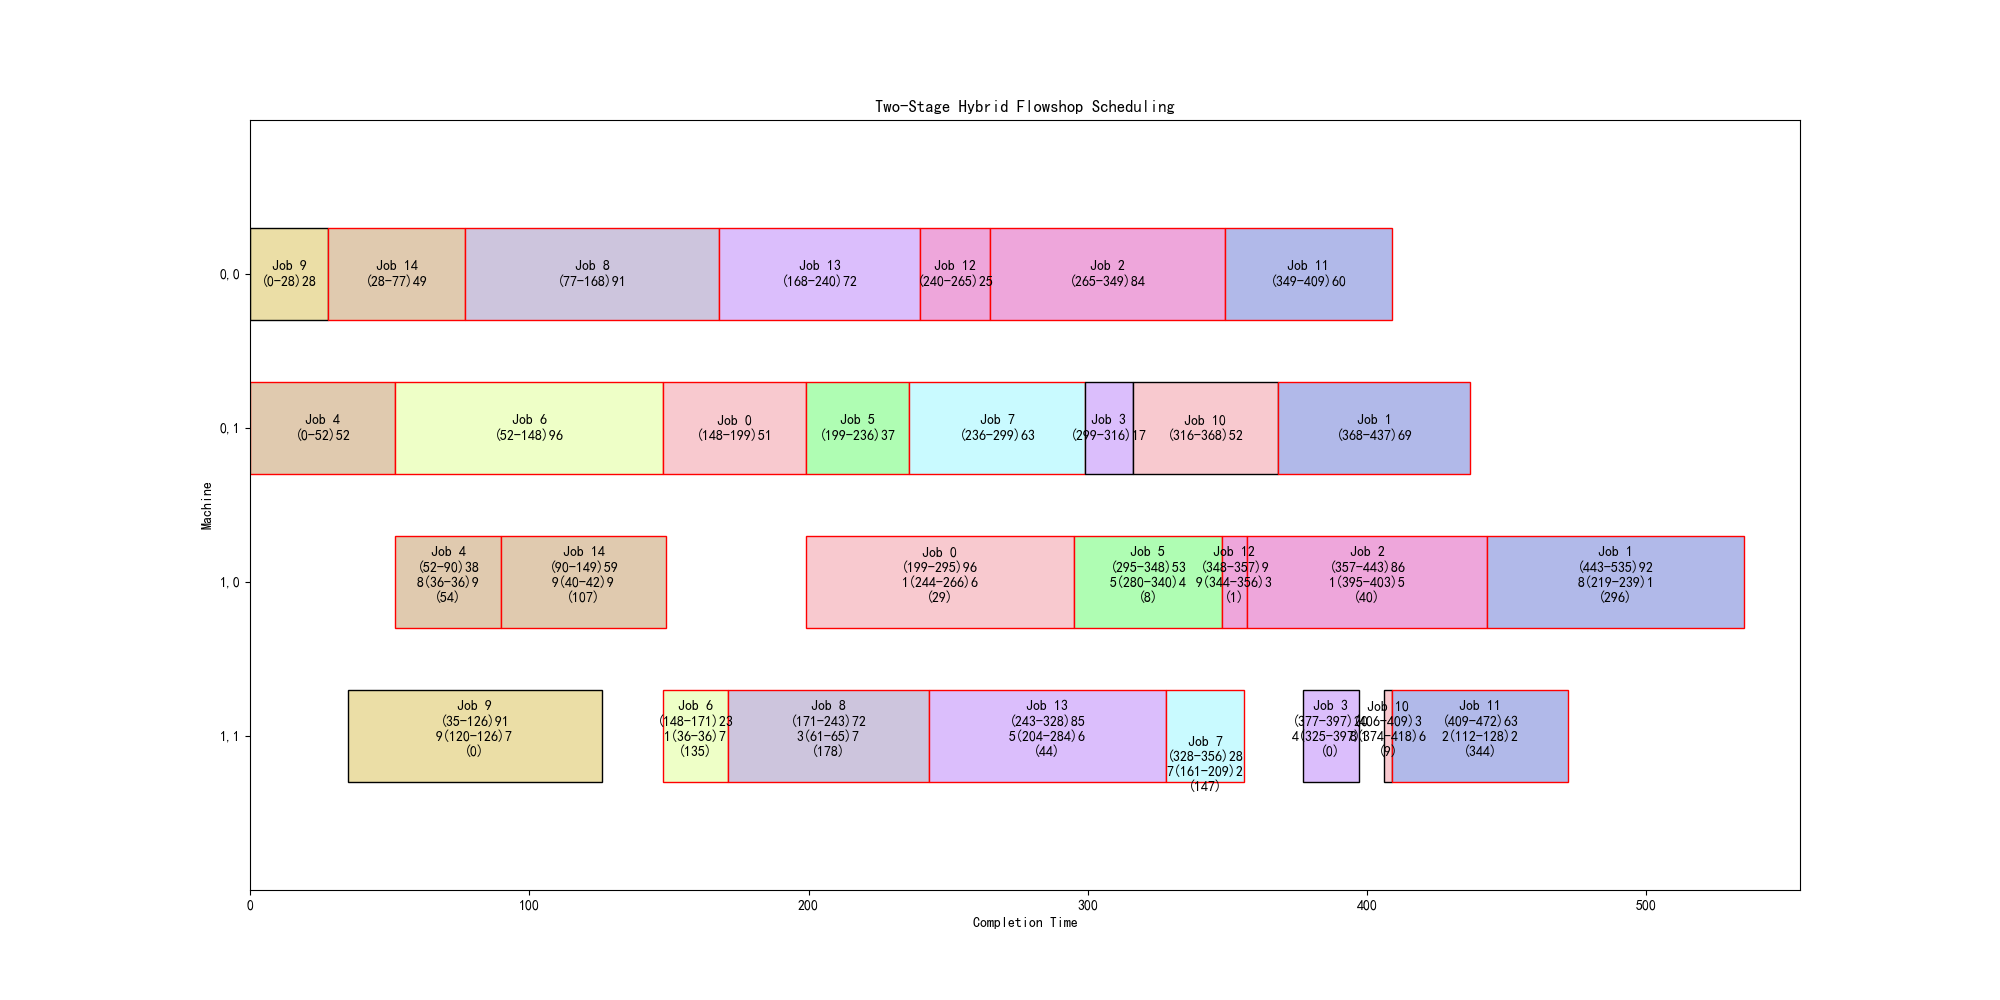 Two-Stage Hybrid Flowshop Scheduling
Machine
0,0
Job 9
(0-28)28
Job 14
(28-77)49
Job 8
(77-168)91
Job 13
(168-240)72
Job 12
(240-265)25
Job 2
(265-349)84
Job 11
(349-409)60
0,1
Job 4
(0-52)52
Job 6
(52-148)96
Job 0
(148-199)51
Job 5
(199-236)37
Job 7
(236-299)63
Job 3
(299-316)17
Job 10
(316-368)52
Job 1
(368-437)69
1,0
Job 4
(52-90)38
8(36-36)9
(54)
Job 14
(90-149)59
9(40-42)9
(107)
Job 0
(199-295)96
1(244-266)6
(29)
Job 5
(295-348)53
5(280-340)4
(8)
Job 12
(348-357)9
9(344-356)3
(1)
Job 2
(357-443)86
1(395-403)5
(40)
Job 1
(443-535)92
8(219-239)1
(296)
1,1
Job 9
(35-126)91
9(120-126)7
(0)
Job 6
(148-171)23
1(36-36)7
(135)
Job 8
(171-243)72
3(61-65)7
(178)
Job 13
(243-328)85
5(204-284)6
(44)
Job 7
(328-356)28
7(161-209)2
(147)
Job 3
(377-397)20
(0)
Job 10
(406-409)3
(9)
Job 11
(409-472)63
2(112-128)2
(344)
0
100
200
300
400
500
Completion Time